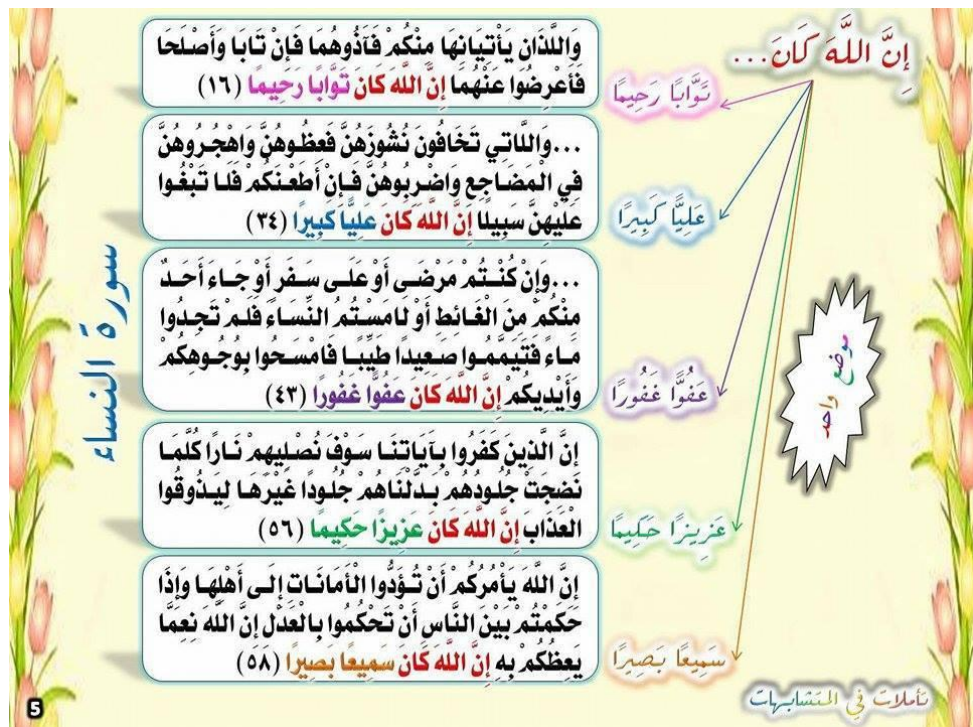 إِنَّ اللَّهَ كَانَ...
تَوَّابًا رَحِيمًا
عَلِيًّا كَبِيرًا
عَفُوًّا غَفُورًا
عَزِيزًا حَكِيمًا
سَمِيعًا بَصِيرًا
موضع واحد
وَاللَّذَانِ يَأْتِيَانِهَا مِنْكُمْ فَآذُوهُمَا فَإِنْ تَابَا وَأَصْلَحَا
فَأَعْرِضُوا عَنْهُمَا إِنَّ اللَّهَ كَانَ تَوَّابًا رَحِيمًا (١٦)
...وَاللَّاتِي تَخَافُونَ نُشُوزَهُنَّ فَعِظُوهُنَّ وَاهْجُرُوهُنَّ
فِي الْمَضَاجِعِ وَاضْرِبُوهُنَّ فَإِنْ أَطَعْنَكُمْ فَلَا تَبْغُوا
عَلَيْهِنَّ سَبِيلًا إِنَّ اللَّهَ كَانَ عَلِيًّا كَبِيرًا (٣٤)
...وَإِنْ كُنْتُمْ مَرْضَى أَوْ عَلَى سَفَرٍ أَوْ جَاءَ أَحَدٌ
مِنْكُمْ مِنَ الْغَائِطِ أَوْ لَامَسْتُمُ النِّسَاءَ فَلَمْ تَجِدُوا
مَاءً فَتَيَمَّمُوا صَعِيدًا طَيِّبًا فَامْسَحُوا بِوُجُوهِكُمْ
وَأَيْدِيكُمْ إِنَّ اللَّهَ كَانَ عَفُوًّا غَفُورًا (٤٣)
إِنَّ الَّذِينَ كَفَرُوا بِآيَاتِنَا سَوْفَ نُصْلِيهِمْ نَارًا كُلَّمَا
نَضِجَتْ جُلُودُهُمْ بَدَّلْنَاهُمْ جُلُودًا غَيْرَهَا لِيَذُوقُوا
الْعَذَابَ إِنَّ اللَّهَ كَانَ عَزِيزًا حَكِيمًا (٥٦)
إِنَّ اللَّهَ يَأْمُرُكُمْ أَنْ تُؤَدُّوا الْأَمَانَاتِ إِلَى أَهْلِهَا وَإِذَا
حَكَمْتُمْ بَيْنَ النَّاسِ أَنْ تَحْكُمُوا بِالْعَدْلِ إِنَّ اللَّهَ نِعِمَّا
يَعِظُكُمْ بِهِ إِنَّ اللَّهَ كَانَ سَمِيعًا بَصِيرًا (٥٨)
سورة النساء
تأملات في المتشابهات
5